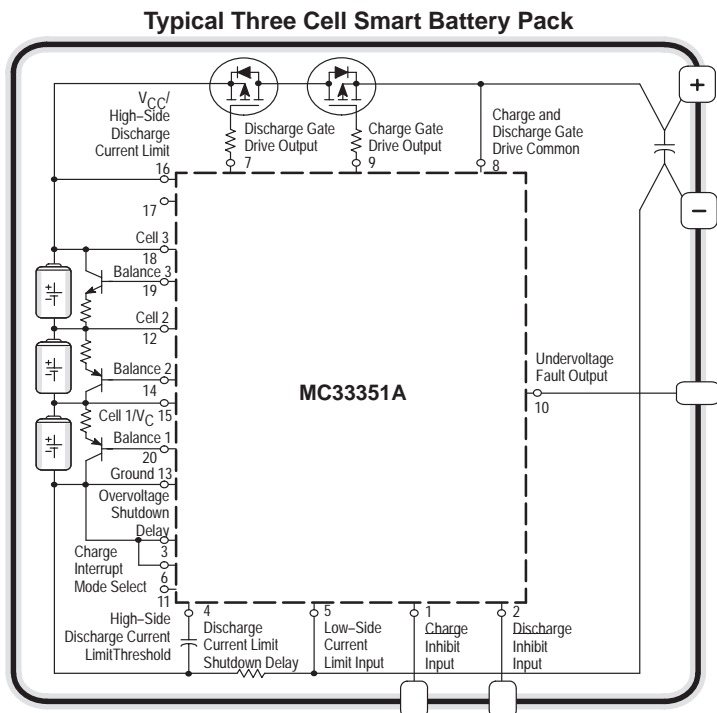 Typical Three Cell Smart Battery Pack
VCC/
High–Side
Discharge
Current Limit
16
Discharge Gate
Drive Output
7
Charge Gate
Drive Output
9
Charge and
Discharge Gate
Drive Common
8
+
−
17
Cell 3
18
Balance 3
19
Cell 2
12
Balance 2
14
Cell 1/VC 15
Balance 1
20
Ground 13
MC33351A
Undervoltage
Fault Output
10
Overvoltage
Shutdown
Delay
3
Charge
Interrupt
Mode Select
6
11
High–Side
Discharge Current
LimitThreshold
4
Discharge
Current Limit
Shutdown Delay
5
Low–Side
Current
Limit Input
1
Charge
Inhibit
Input
2
Discharge
Inhibit
Input